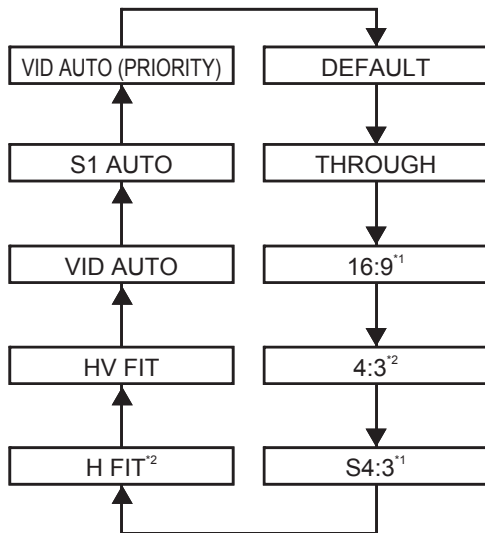 VID AUTO (PRIORITY)
DEFAULT
S1 AUTO
THROUGH
VID AUTO
16:9*1
HV FIT
4:3*2
H FIT*2
S4:3*1